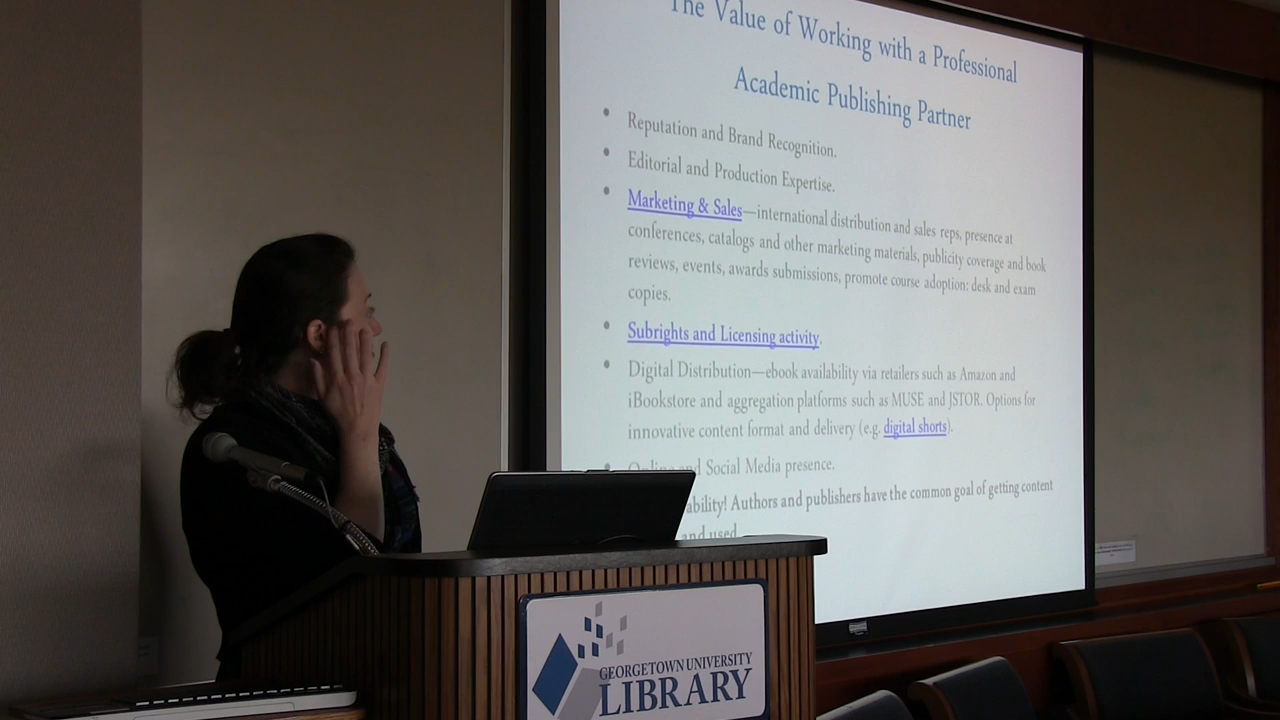 The Value of Working with a Professional
Academic Publishing Partner
• Reputation and Brand Recognition.
• Editorial and Production Expertise.
• Marketing & Sales—international distribution and sales reps, presence at
conferences, catalogs and other marketing materials, publicity coverage and book
reviews, events, awards submissions, promote course adoption: desk and exam
copies.
• Subrights and Licensing activity.
• Digital Distribution—ebook availability via retailers such as Amazon and
iBookstore and aggregation platforms such as MUSE and JSTOR. Options for
innovative content format and delivery (e.g. digital shorts).
• Online and Social Media presence.
ability! Authors and publishers have the common goal of getting content
and used
GEORGETOWN UNIVERSITY
LIBRARY